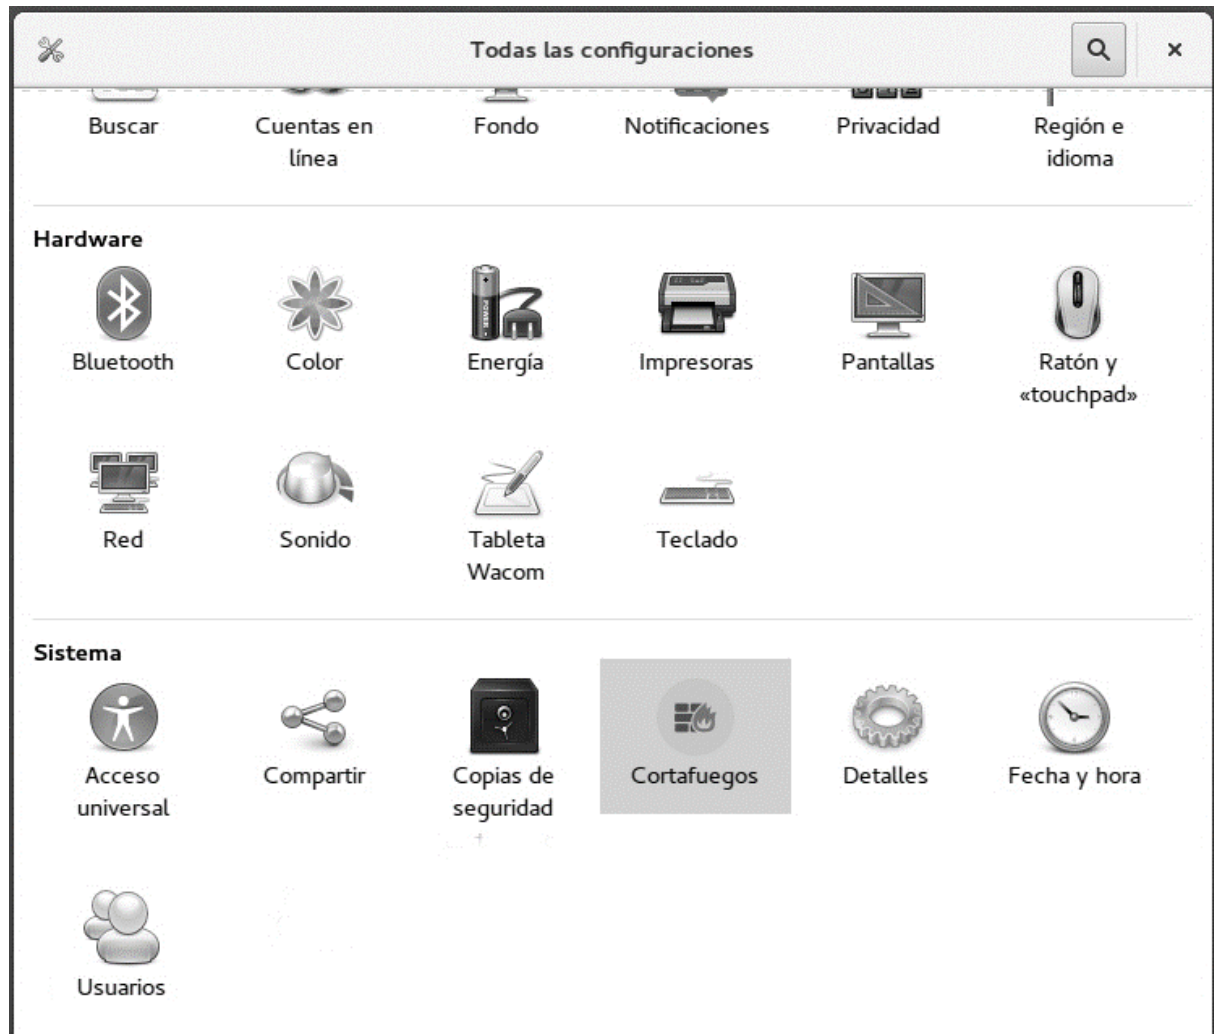 Todas las configuraciones
Buscar
Cuentas en
línea
Fondo
Notificaciones
Privacidad
Región e
idioma
Hardware
Bluetooth
Color
Energía
Impresoras
Pantallas
Ratón y
«touchpad»
Red
Sonido
Tableta
Wacom
Teclado
Sistema
Acceso
universal
Compartir
Copias de
seguridad
Cortafuegos
Detalles
Fecha y hora
Usuarios